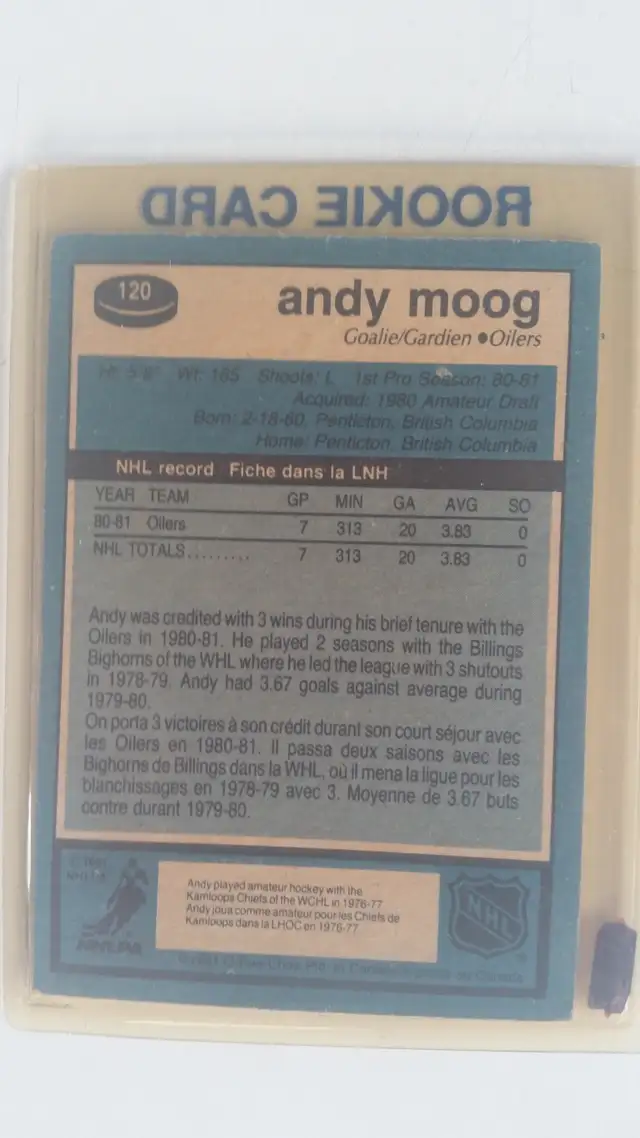 ROOKIE CARD
120
andy moog
Goalie/Gardien ●Oilers
Ht: 5'8" Wt: 165 Shoots: L 1st Pro Season: 80-81
Acquired: 1980 Amateur Draft
Born: 2-18-60, Penticton, British Columbia
Home: Penticton, British Columbia
NHL record Fiche dans la LNH
YEAR TEAM GP MIN GA AVG SO
80-81 Oilers 7 313 20 3.83 0
NHL TOTALS......... 7 313 20 3.83 0
Andy was credited with 3 wins during his brief tenure with the
Oilers in 1980-81. He played 2 seasons with the Billings
Bighorns of the WHL where he led the league with 3 shutouts
in 1978-79. Andy had 3.67 goals against average during
1979-80.
On porta 3 victoires à son crédit durant son court séjour avec
les Oilers en 1980-81. Il passa deux saisons avec les
Bighorns de Billings dans la WHL, où il mena la ligue pour les
blanchissages en 1978-79 avec 3. Moyenne de 3.67 buts
contre durant 1979-80.
© 1981
NHLPA
Andy played amateur hockey with the
Kamloops Chiefs of the WCHL in 1976-77
Andy joua comme amateur pour les Chiefs de
Kamloops dans la LHOC en 1976-77
NHL
© 1981 O-Pee-Chee